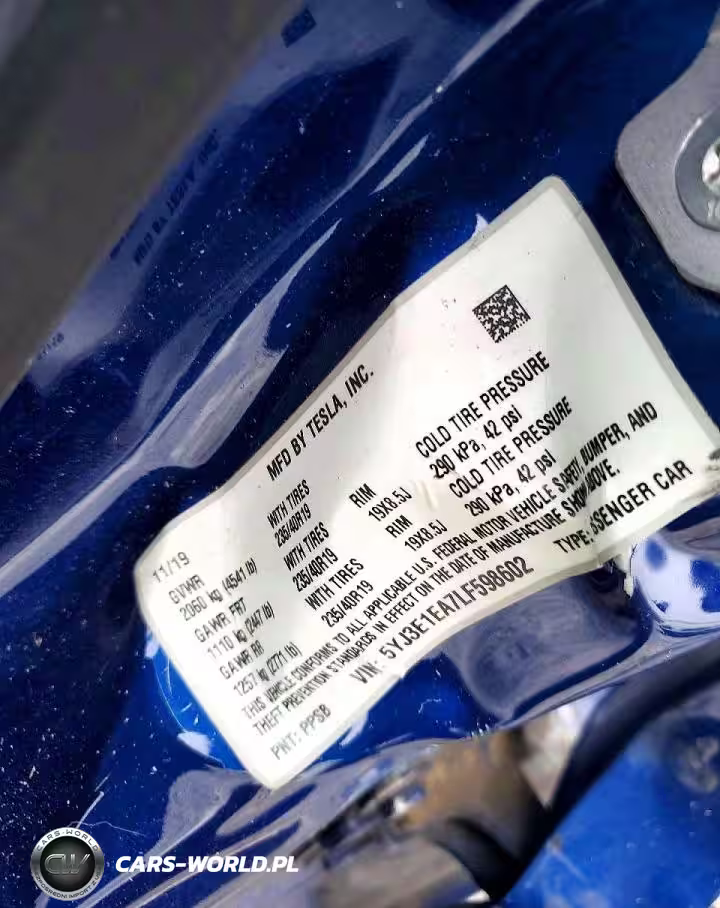 MFD BY TESLA, INC.
11/19
GVWR
2060 kg (4541 lb)
GAWR FRT
1110 kg (2447 lb)
GAWR RR
1257 kg (2771 lb)
WITH TIRES
235/40R19
WITH TIRES
235/40R19
WITH TIRES
235/40R19
RIM
19X8.5J
RIM
19X8.5J
COLD TIRE PRESSURE
290 kPa, 42 psi
COLD TIRE PRESSURE
290 kPa, 42 psi
THIS VEHICLE CONFORMS TO ALL APPLICABLE U.S. FEDERAL MOTOR VEHICLE SAFETY, BUMPER, AND
THEFT PREVENTION STANDARDS IN EFFECT ON THE DATE OF MANUFACTURE SHOWN ABOVE.
VIN: 5YJ3E1EA7LF598602
TYPE: PASSENGER CAR
PNT: PPSB
CARS-WORLD
CW
CARS-WORLD.PL